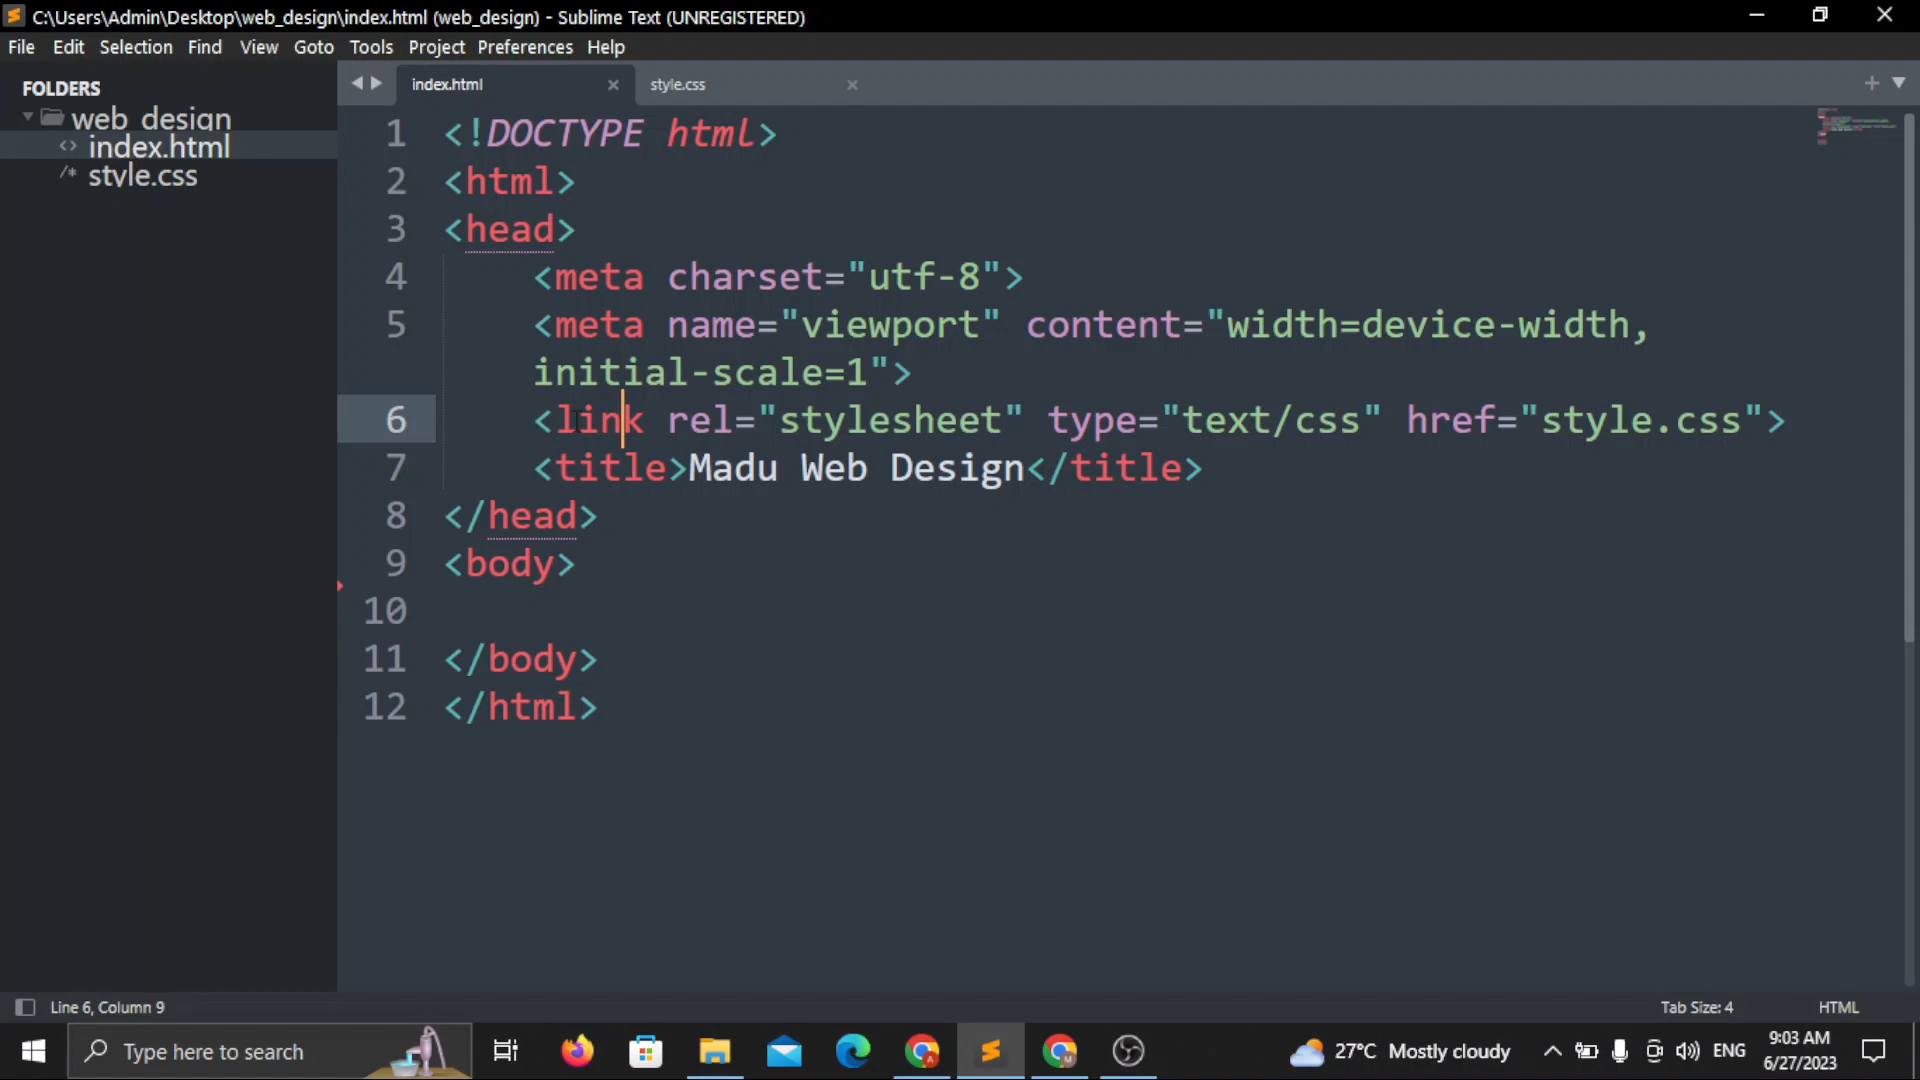 C:\Users\Admin\Desktop\web_design\index.html (web_design) - Sublime Text (UNREGISTERED)
File Edit Selection Find View Goto Tools Project Preferences Help
FOLDERS
web_design
index.html
/* style.css
index.html style.css
1 <!DOCTYPE html>
2 <html>
3 <head>
4 <meta charset="utf-8">
5 <meta name="viewport" content="width=device-width,
initial-scale=1">
6 <link rel="stylesheet" type="text/css" href="style.css">
7 <title>Madu Web Design</title>
8 </head>
9 <body>
10
11 </body>
12 </html>
Line 6, Column 9
Tab Size: 4 HTML
Type here to search
27°C Mostly cloudy
ENG
9:03 AM
6/27/2023